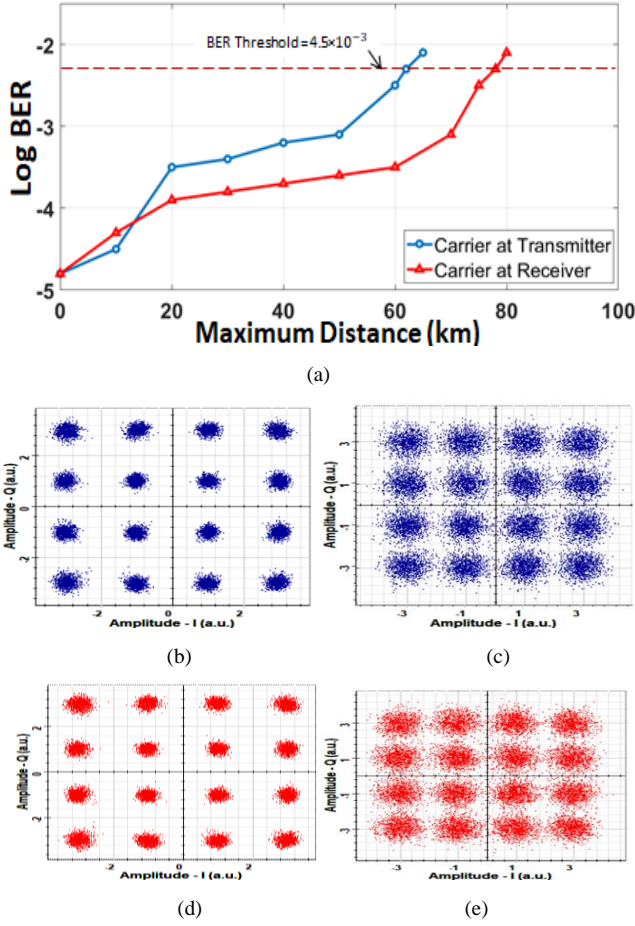 BER Threshold=4.5×10⁻³
-2
-3
-4
-5
Log BER
Carrier at Transmitter
Carrier at Receiver
0 20 40 60 80 100
Maximum Distance (km)
(a)
2
0
-2
Amplitude - Q (a.u.)
-2 0 2
Amplitude - I (a.u.)
(b)
3
1
-1
-3
Amplitude - Q (a.u.)
-3 -1 1 3
Amplitude - I (a.u.)
(c)
2
0
-2
Amplitude - Q (a.u.)
-2 0 2
Amplitude - I (a.u.)
(d)
3
1
-1
-3
Amplitude - Q (a.u.)
-3 -1 1 3
Amplitude - I (a.u.)
(e)